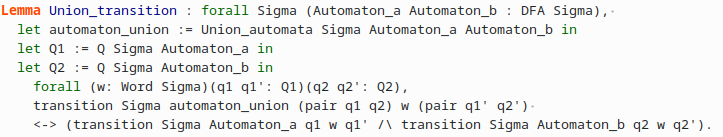 Lemma Union_transition : forall Sigma (Automaton_a Automaton_b : DFA Sigma),
let automaton_union := Union_automata Sigma Automaton_a Automaton_b in
let Q1 := Q Sigma Automaton_a in
let Q2 := Q Sigma Automaton_b in
forall (w: Word Sigma)(q1 q1': Q1)(q2 q2': Q2),
transition Sigma automaton_union (pair q1 q2) w (pair q1' q2')
<-> (transition Sigma Automaton_a q1 w q1' /\ transition Sigma Automaton_b q2 w q2').